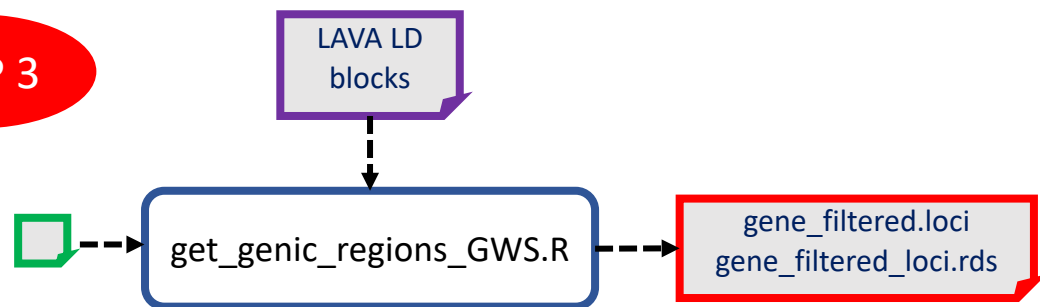 P 3
LAVA LD
blocks
get_genic_regions_GWS.R
gene_filtered.loci
gene_filtered_loci.rds